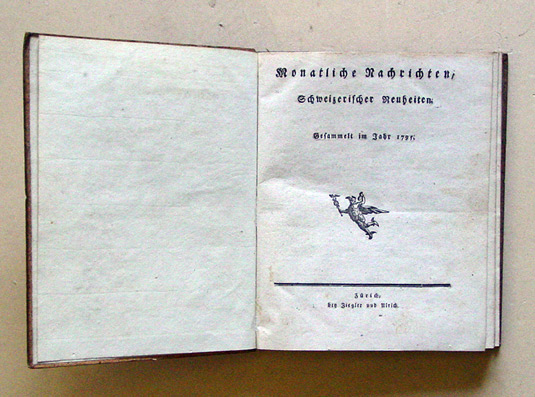 Monatliche Nachrichten,
Schweizerischer Neuheiten.
Gesammelt im Jahr 1795.
Zürich,
bey Ziegler und Ulrich.